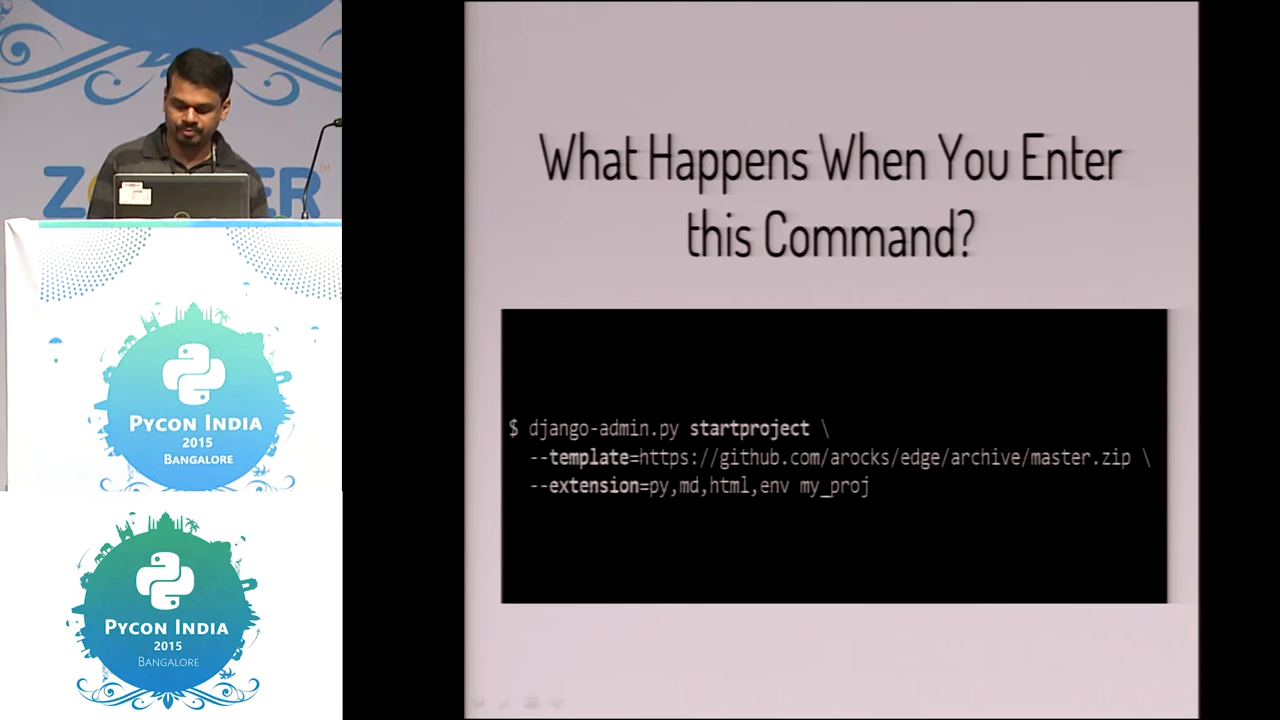 PYCON INDIA
2015
BANGALORE
PYCON INDIA
2015
BANGALORE
What Happens When You Enter
this Command?
$ django-admin.py startproject \
--template=https://github.com/arocks/edge/archive/master.zip \
--extension=py,md,html,env my_proj